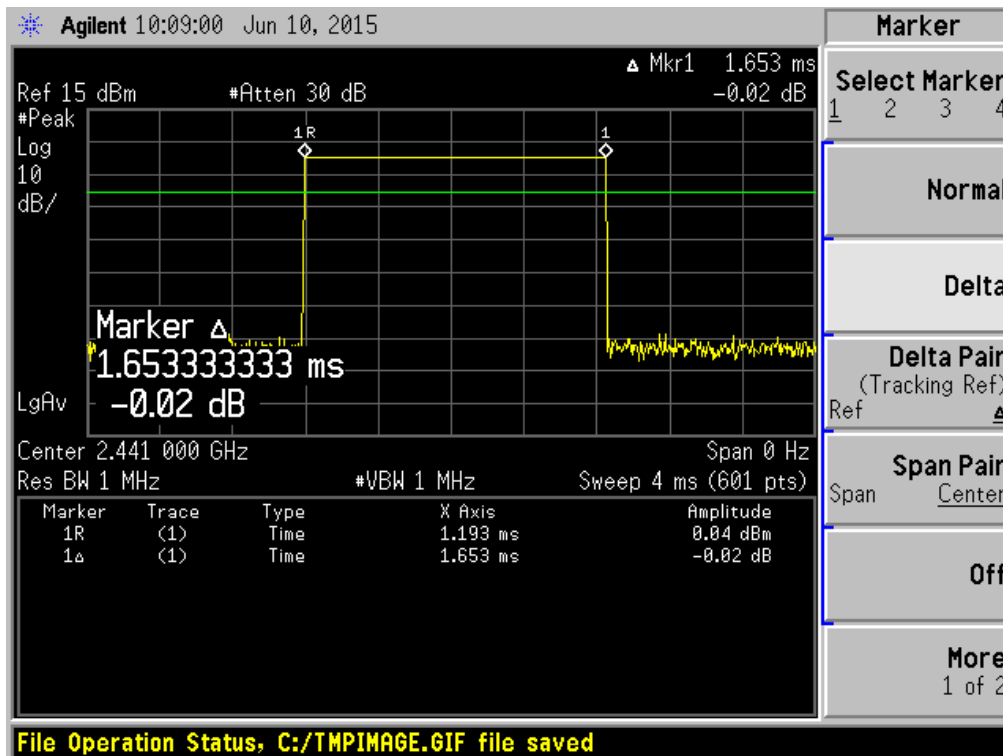 Agilent 10:09:00 Jun 10, 2015
Marker
Δ Mkr1 1.653 ms
Ref 15 dBm #Atten 30 dB -0.02 dB
#Peak
Log
10
dB/
1R 1
Marker Δ
1.653333333 ms
-0.02 dB
LgAv
Center 2.441 000 GHz Span 0 Hz
Res BW 1 MHz #VBW 1 MHz Sweep 4 ms (601 pts)
Marker Trace Type X Axis Amplitude
1R (1) Time 1.193 ms 0.04 dBm
1Δ (1) Time 1.653 ms -0.02 dB
Select Marker
1 2 3 4
Normal
Delta
Delta Pair
(Tracking Ref)
Ref Δ
Span Pair
Span Center
Off
More
1 of 2
File Operation Status, C:/TMPIMAGE.GIF file saved